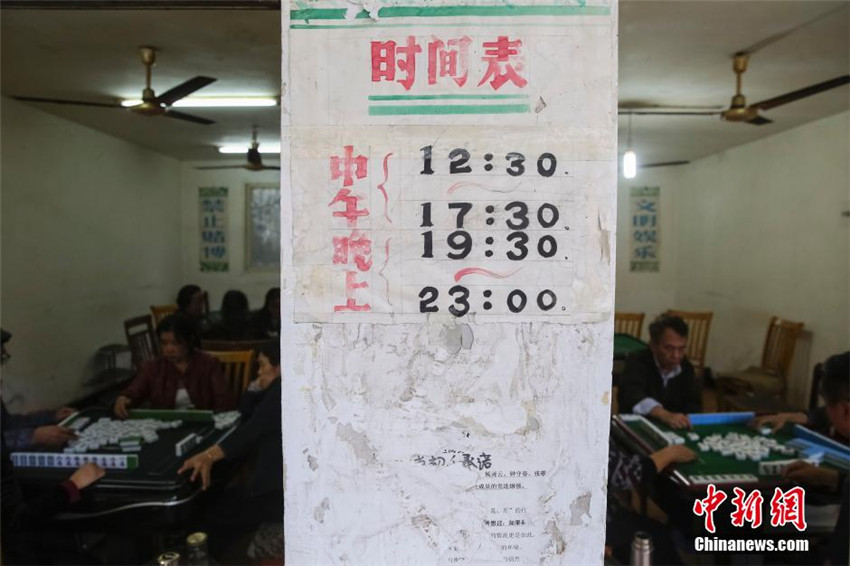 时间表
中午
12:30.
17:30.
晚上
19:30.
23:00.
禁止赌博
文明娱乐
中新网
Chinanews.com